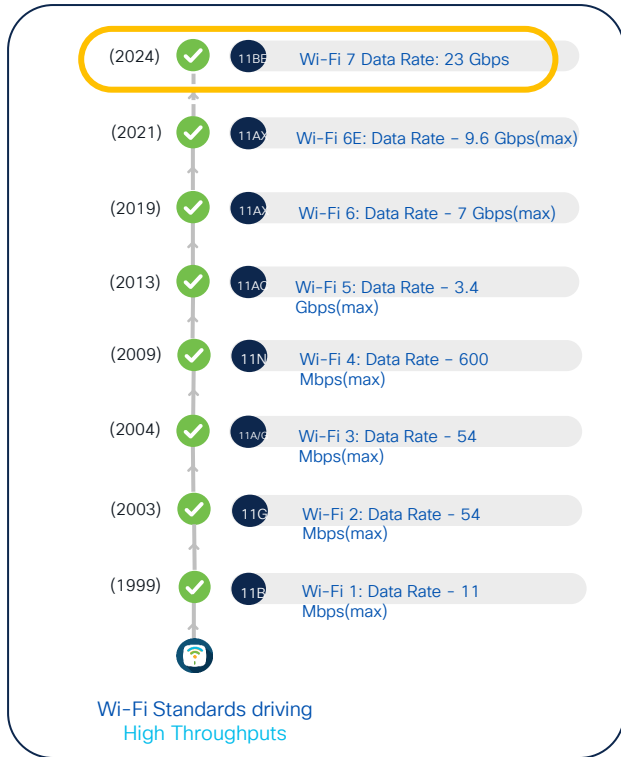 (2024) 11BE Wi-Fi 7 Data Rate: 23 Gbps
(2021) 11AX Wi-Fi 6E: Data Rate – 9.6 Gbps(max)
(2019) 11AX Wi-Fi 6: Data Rate – 7 Gbps(max)
(2013) 11AC Wi-Fi 5: Data Rate – 3.4
Gbps(max)
(2009) 11N Wi-Fi 4: Data Rate – 600
Mbps(max)
(2004) 11A/G Wi-Fi 3: Data Rate – 54
Mbps(max)
(2003) 11G Wi-Fi 2: Data Rate – 54
Mbps(max)
(1999) 11B Wi-Fi 1: Data Rate – 11
Mbps(max)
Wi-Fi Standards driving
High Throughputs